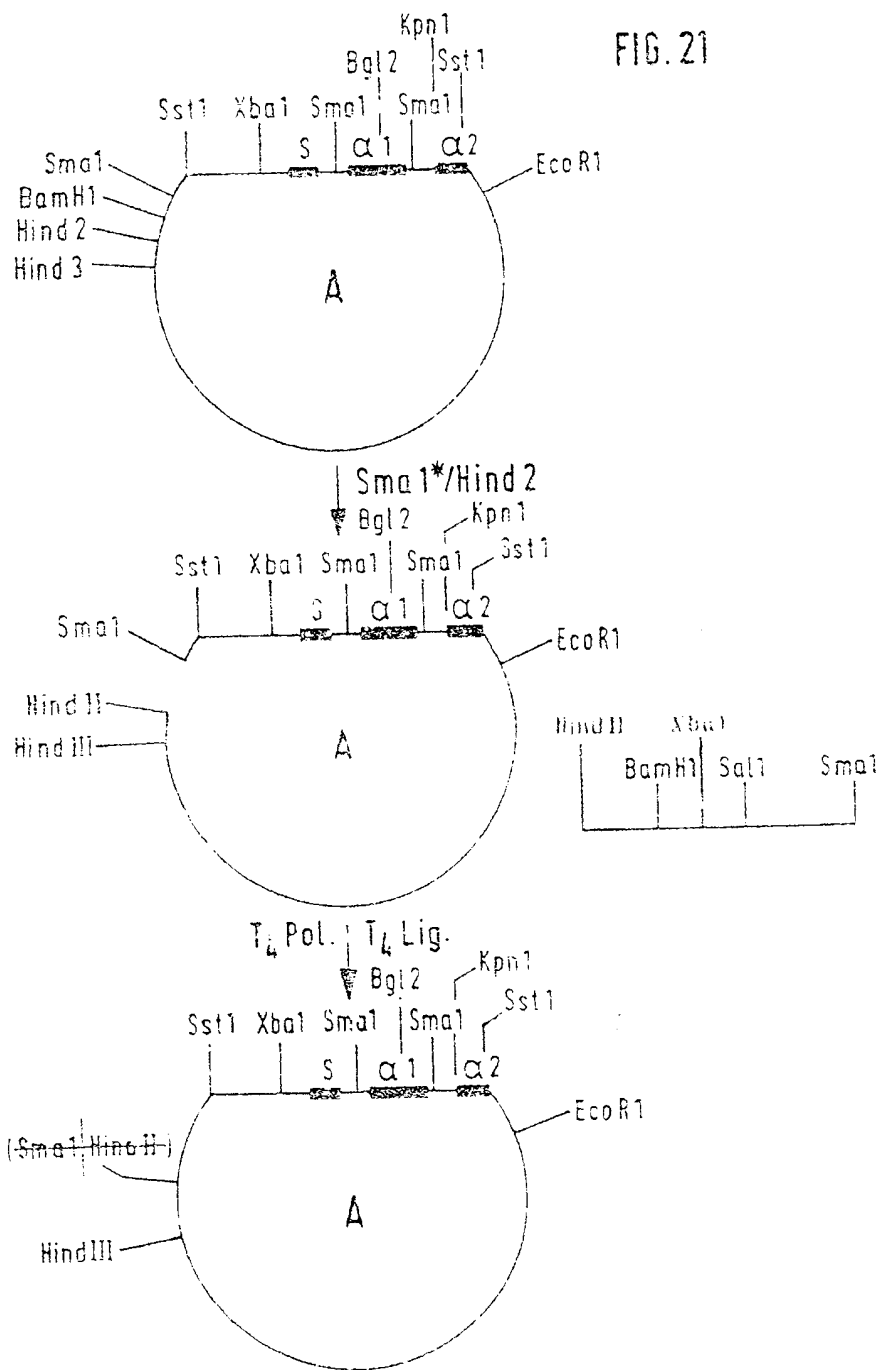 FIG. 21
Kpn1
Bgl2
Sst1
Sst1
Xba1
Sma1
Sma1
S
α1
α2
Sma1
BamH1
Hind 2
Hind 3
EcoR1
A
Sma1*/Hind 2
Bgl2
Kpn1
Sst1
Xba1
Sma1
Sma1
Sst1
S
α1
α2
Sma1
EcoR1
Hind II
Hind III
A
Hind II
Xba1
BamH1
Sal1
Sma1
T4 Pol.
T4 Lig.
Bgl2
Kpn1
Sst1
Xba1
Sma1
Sma1
Sst1
S
α1
α2
EcoR1
(Sma1 Hind II)
Hind III
A